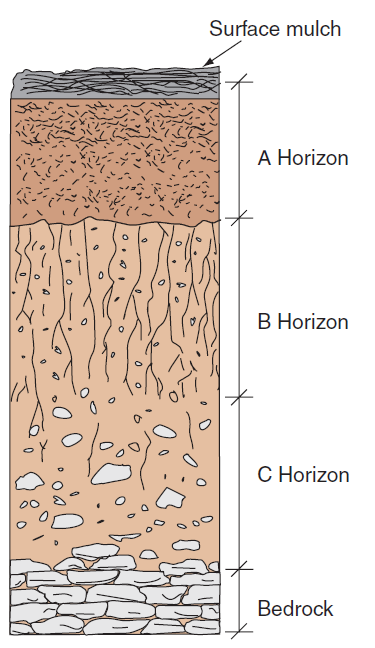 Surface mulch
A Horizon
B Horizon
C Horizon
Bedrock